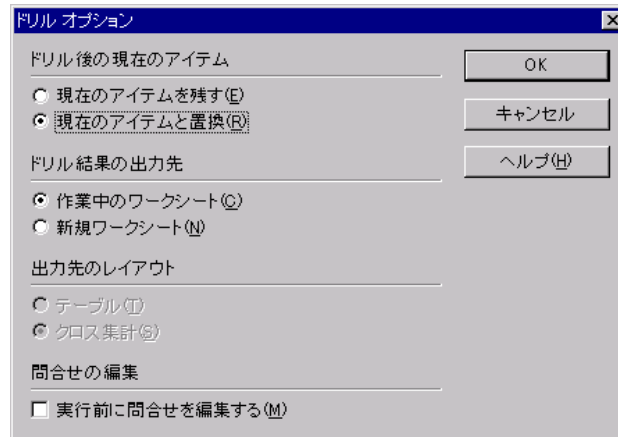 ドリル オプション
ドリル後の現在のアイテム
現在のアイテムを残す(E)
現在のアイテムと置換(R)
ドリル結果の出力先
作業中のワークシート(C)
新規ワークシート(N)
出力先のレイアウト
テーブル(T)
クロス集計(S)
問合せの編集
実行前に問合せを編集する(M)
OK
キャンセル
ヘルプ(H)